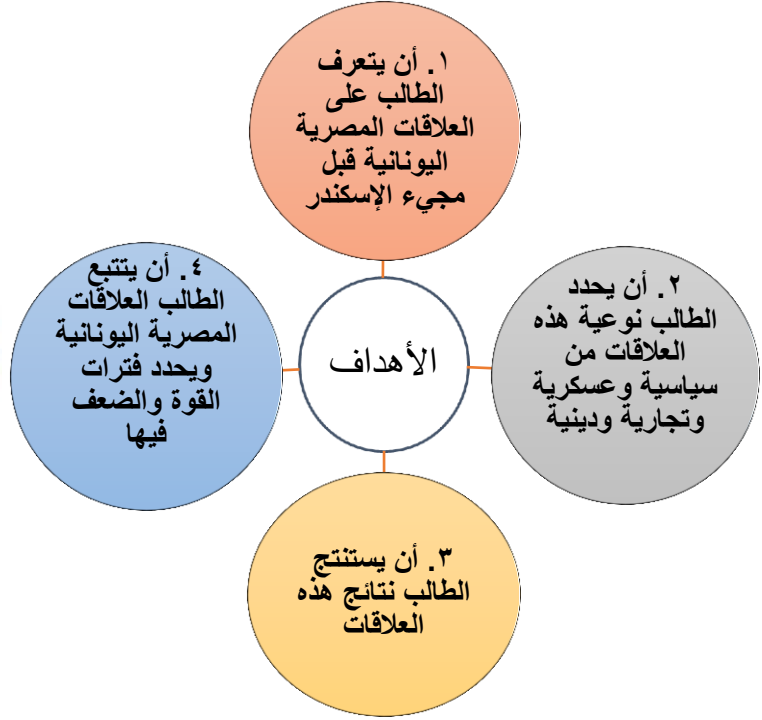 ١. أن يتعرف
الطالب على
العلاقات المصرية
اليونانية قبل
مجيء الإسكندر
٢. أن يحدد
الطالب نوعية هذه
العلاقات من
سياسية وعسكرية
وتجارية ودينية
٣. أن يستنتج
الطالب نتائج هذه
العلاقات
٤. أن يتتبع
الطالب العلاقات
المصرية اليونانية
ويحدد فترات
القوة والضعف
فيها
الأهداف